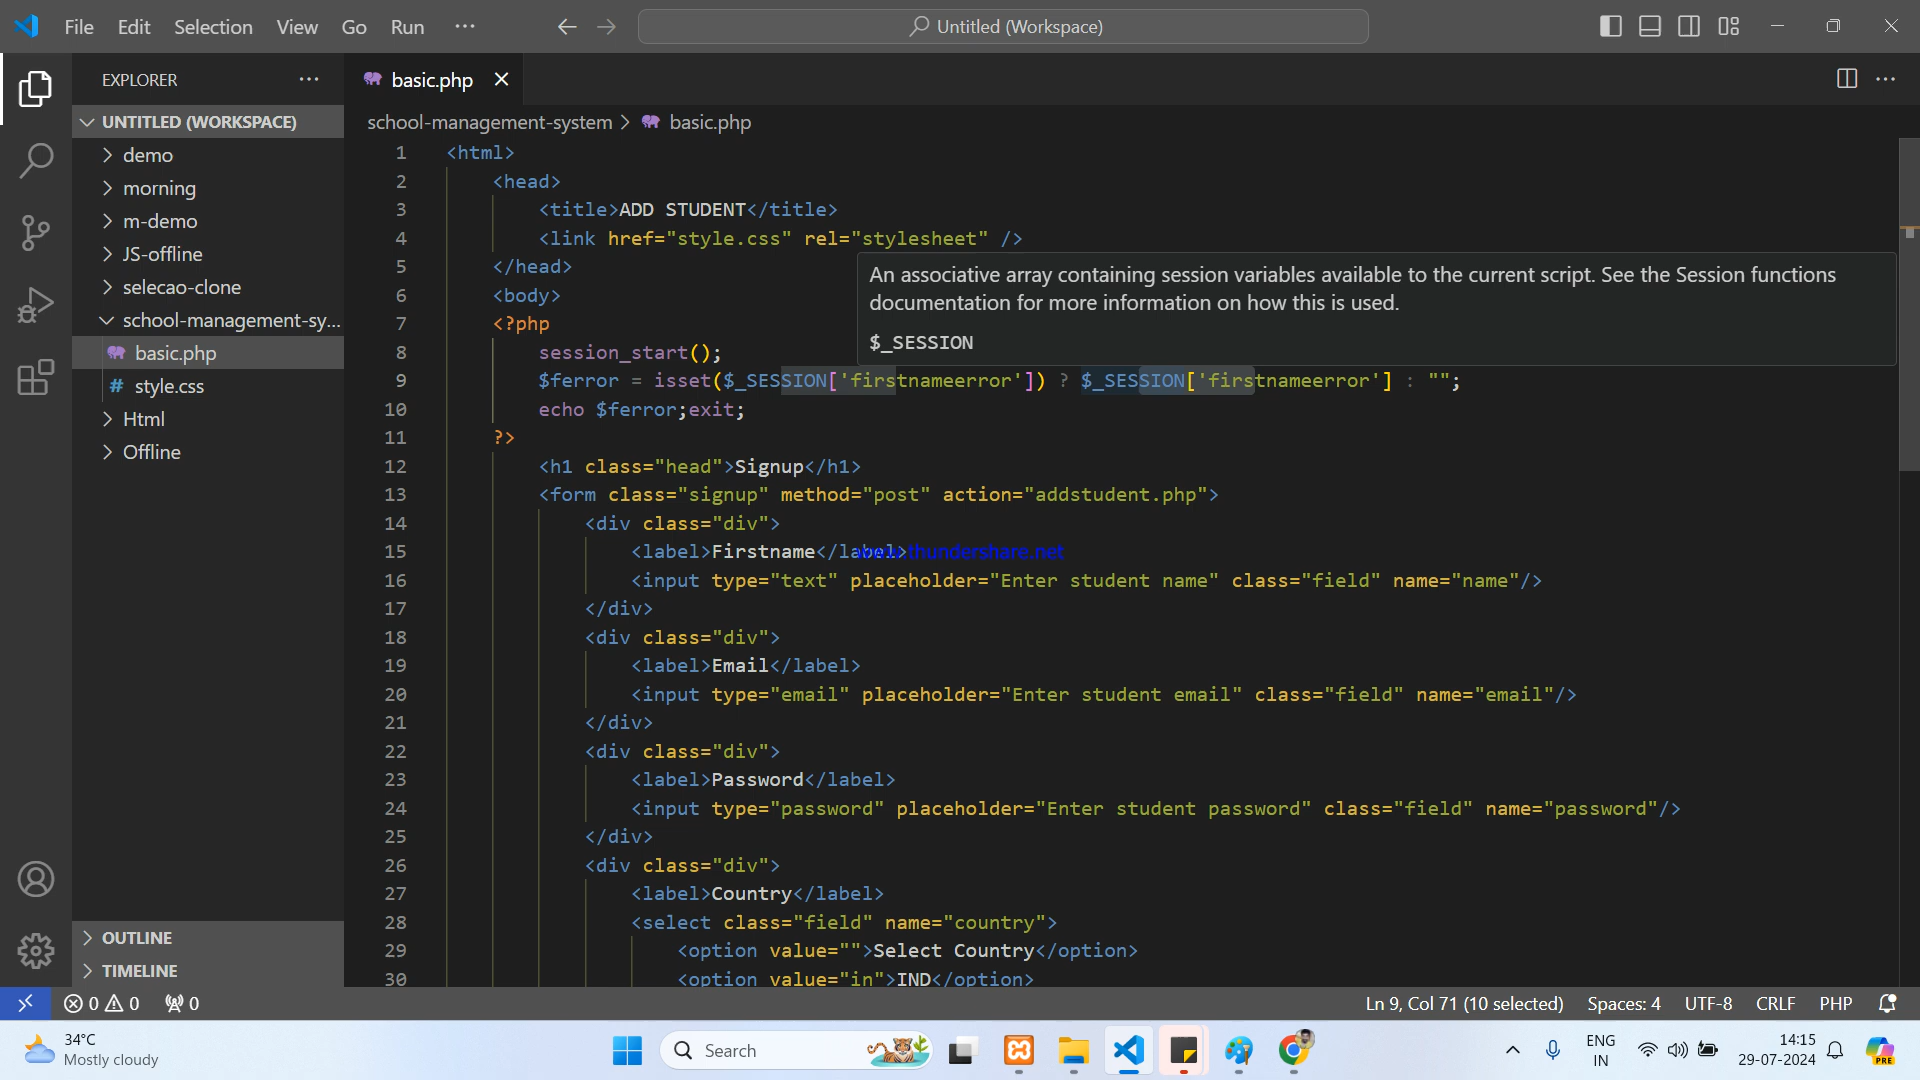 File Edit Selection View Go Run ··· Untitled (Workspace)
EXPLORER ··· basic.php
UNTITLED (WORKSPACE)
demo
morning
m-demo
JS-offline
selecao-clone
school-management-sy...
basic.php
style.css
Html
Offline
OUTLINE
TIMELINE
school-management-system > basic.php
1 <html>
2 <head>
3 <title>ADD STUDENT</title>
4 <link href="style.css" rel="stylesheet" />
5 </head>
6 <body>
7 <?php
8 session_start();
9 $ferror = isset($_SESSION['firstnameerror']) ? $_SESSION['firstnameerror'] : "";
10 echo $ferror;exit;
11 ?>
12 <h1 class="head">Signup</h1>
13 <form class="signup" method="post" action="addstudent.php">
14 <div class="div">
15 <label>Firstname</label>
16 <input type="text" placeholder="Enter student name" class="field" name="name"/>
17 </div>
18 <div class="div">
19 <label>Email</label>
20 <input type="email" placeholder="Enter student email" class="field" name="email"/>
21 </div>
22 <div class="div">
23 <label>Password</label>
24 <input type="password" placeholder="Enter student password" class="field" name="password"/>
25 </div>
26 <div class="div">
27 <label>Country</label>
28 <select class="field" name="country">
29 <option value="">Select Country</option>
30 <option value="in">IND</option>
An associative array containing session variables available to the current script. See the Session functions
documentation for more information on how this is used.
$_SESSION
www.thundershare.net
0 0 0 Ln 9, Col 71 (10 selected) Spaces: 4 UTF-8 CRLF PHP
34°C
Mostly cloudy
Search
ENG
IN
14:15
29-07-2024
PRE